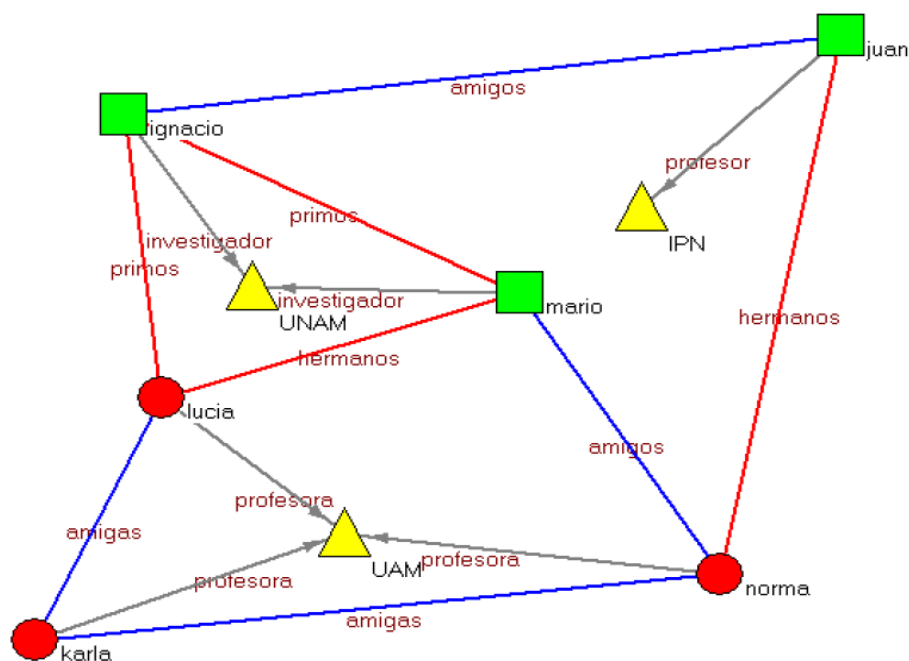 juan
amigos
ignacio
profesor
primos
IPN
investigador
primos
investigador
mario
UNAM
hermanos
hermanos
lucia
amigos
profesora
amigas
profesora
UAM
profesora
norma
amigas
karla